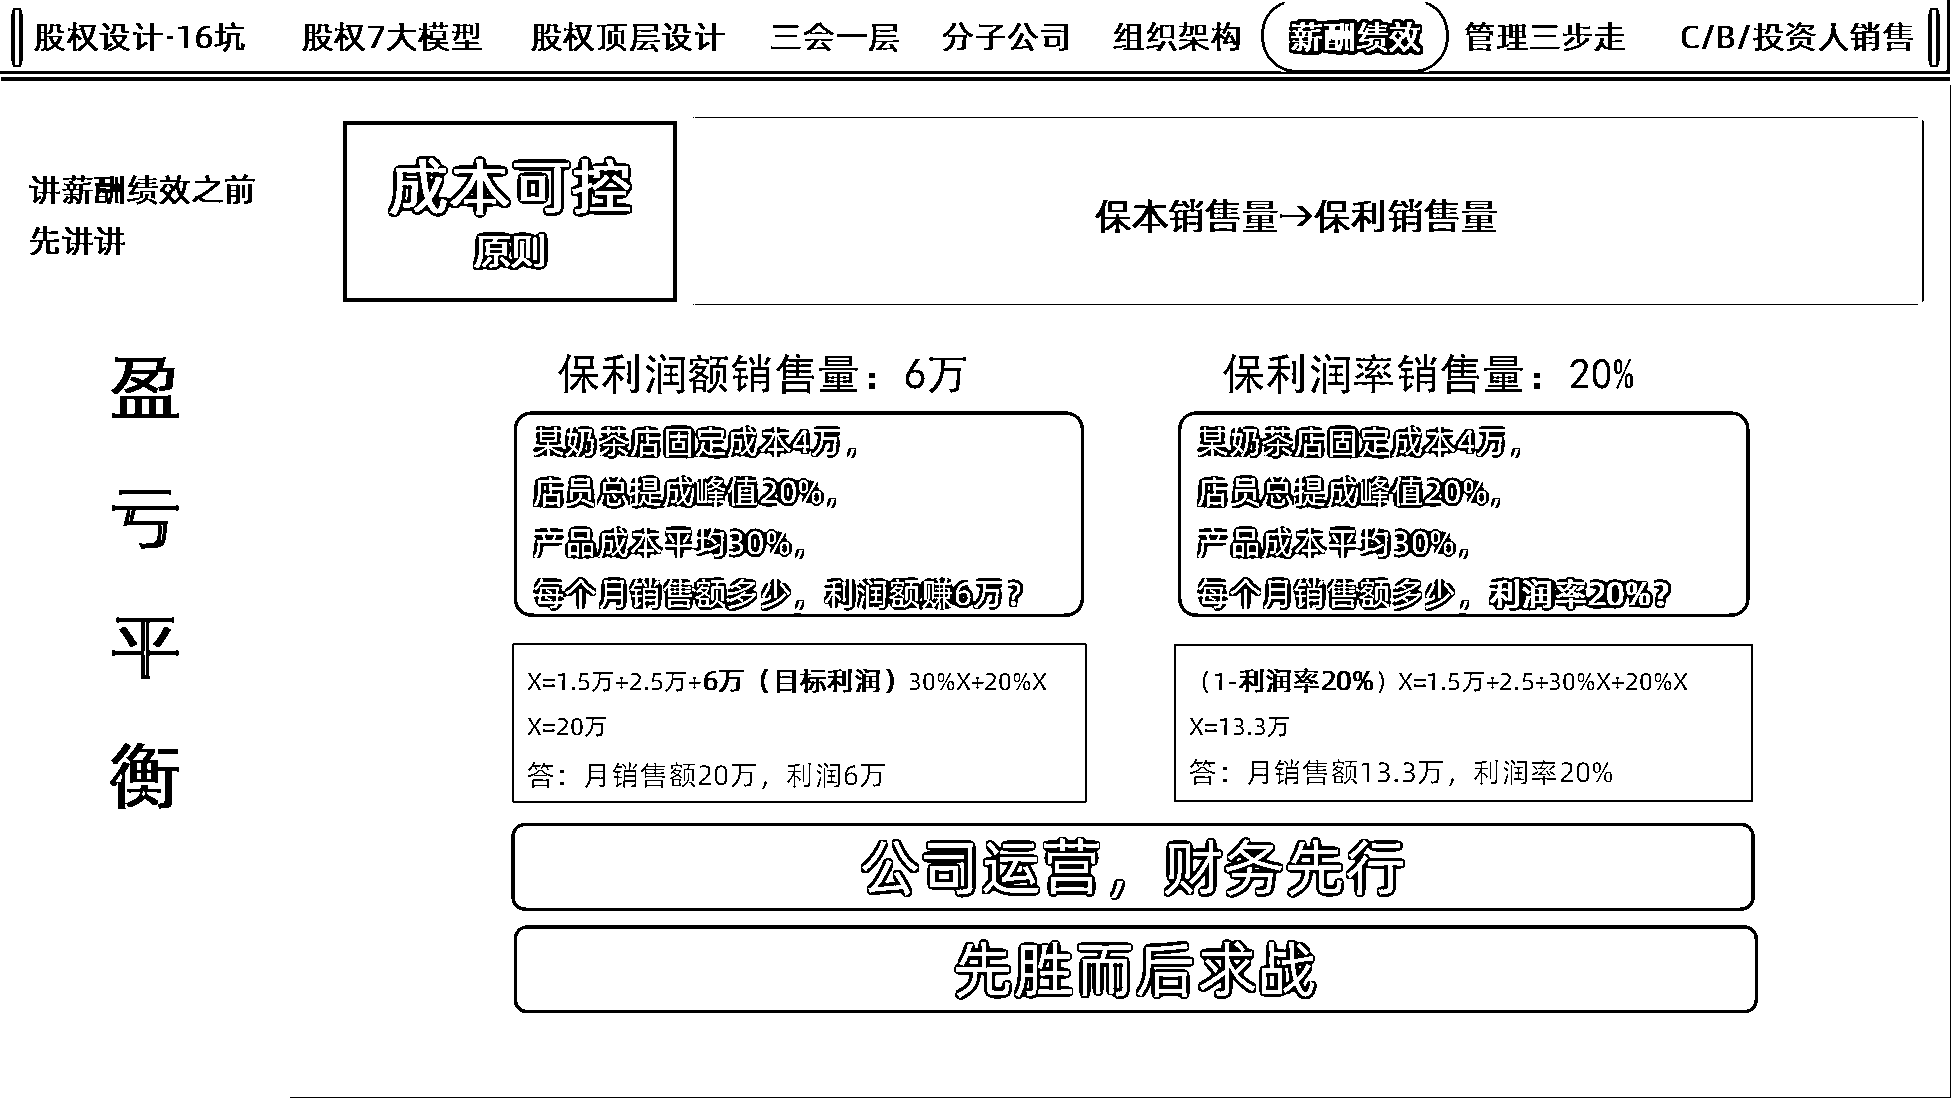 股权设计-16坑 股权7大模型 股权顶层设计 三会一层 分子公司 组织架构 薪酬绩效 管理三步走 C/B/投资人销售
讲薪酬绩效之前
先讲讲
成本可控
原则
保本销售量→保利销售量
盈亏平衡
保利润额销售量：6万
某奶茶店固定成本4万，
店员总提成峰值20%，
产品成本平均30%，
每个月销售额多少，利润额赚6万？
X=1.5万+2.5万+6万（目标利润）30%X+20%X
X=20万
答：月销售额20万，利润6万
保利润率销售量：20%
某奶茶店固定成本4万，
店员总提成峰值20%，
产品成本平均30%，
每个月销售额多少，利润率20%？
（1-利润率20%）X=1.5万+2.5+30%X+20%X
X=13.3万
答：月销售额13.3万，利润率20%
公司运营，财务先行
先胜而后求战